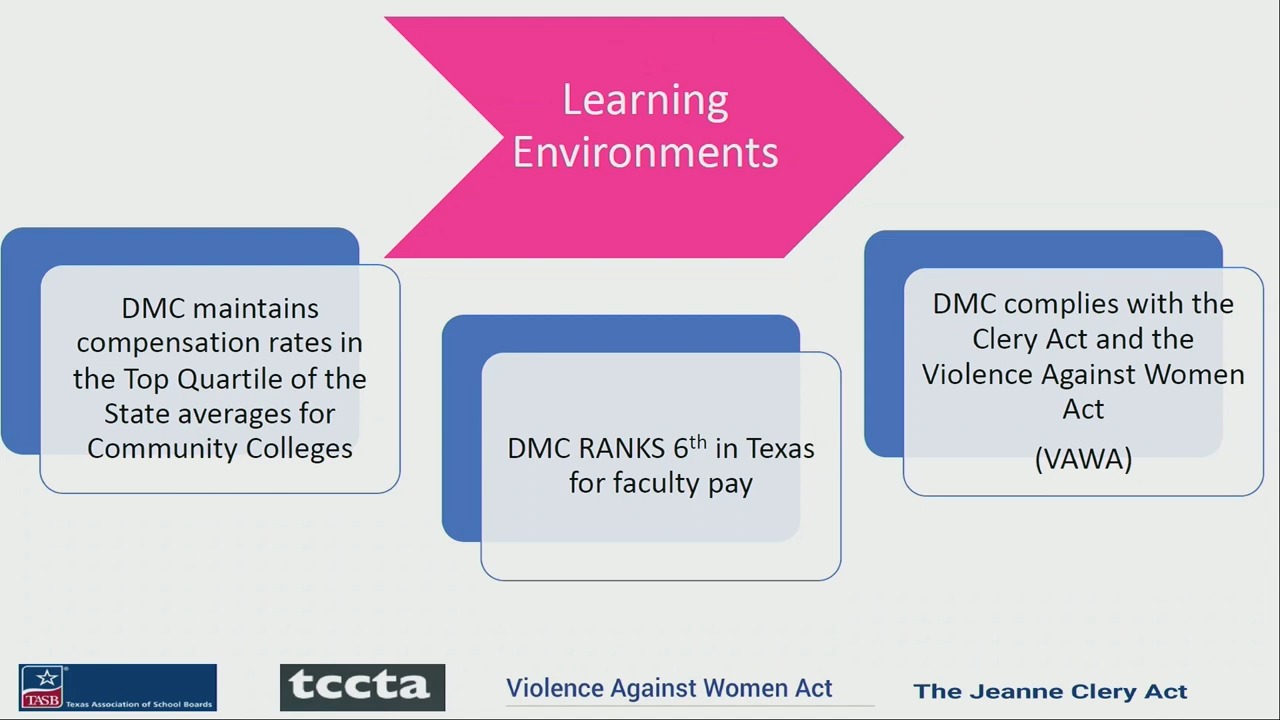 Learning
Environments
DMC maintains
compensation rates in
the Top Quartile of the
State averages for
Community Colleges
DMC RANKS 6th in Texas
for faculty pay
DMC complies with the
Clery Act and the
Violence Against Women
Act
(VAWA)
TASB
® Texas Association of School Boards
tccta
Violence Against Women Act
The Jeanne Clery Act